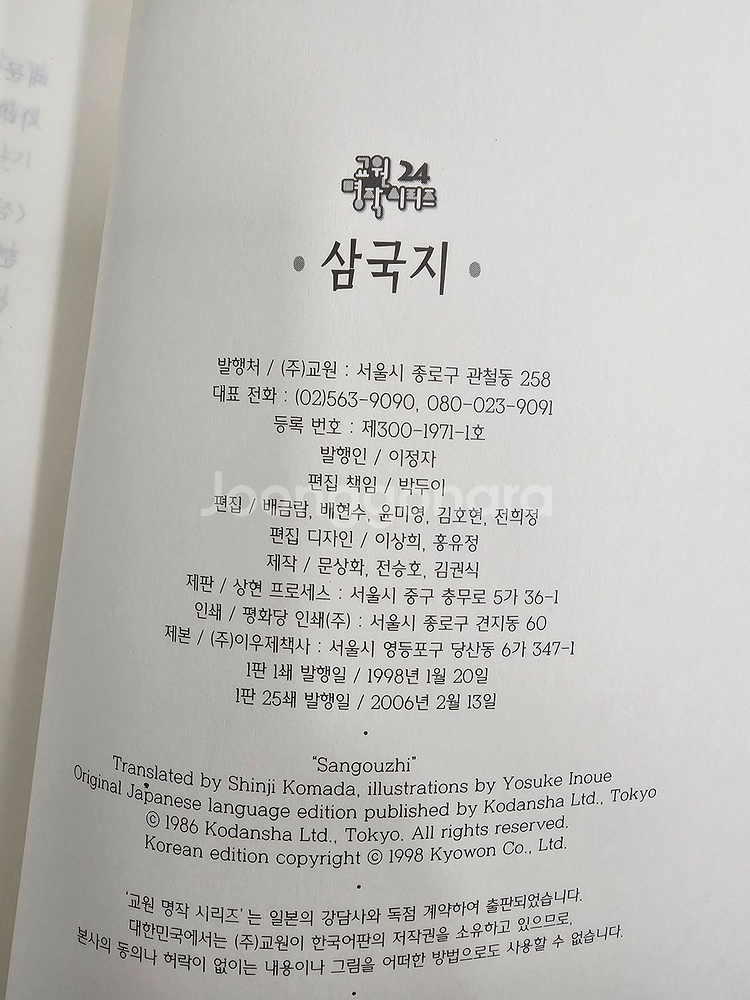 교원 24
명작 시리즈
• 삼국지 •
발행처 / (주)교원 : 서울시 종로구 관철동 258
대표 전화 : (02)563-9090, 080-023-9091
등록 번호 : 제300-1971-1호
발행인 / 이정자
편집 책임 / 박두이
Joonggonara
편집 / 배금람, 배현수, 윤미영, 김호현, 전희정
편집 디자인 / 이상희, 홍유정
제작 / 문상화, 전승호, 김권식
제판 / 상현 프로세스 : 서울시 중구 충무로 5가 36-1
인쇄 / 평화당 인쇄(주) : 서울시 종로구 견지동 60
제본 / (주)이우제책사 : 서울시 영등포구 당산동 6가 347-1
1판 1쇄 발행일 / 1998년 1월 20일
1판 25쇄 발행일 / 2006년 2월 13일
•
“Sangouzhi”
Translated by Shinji Komada, illustrations by Yosuke Inoue
Original Japanese language edition published by Kodansha Ltd., Tokyo
© 1986 Kodansha Ltd., Tokyo. All rights reserved.
Korean edition copyright © 1998 Kyowon Co., Ltd.
•
‘교원 명작 시리즈’는 일본의 강담사와 독점 계약하여 출판되었습니다.
대한민국에서는 (주)교원이 한국어판의 저작권을 소유하고 있으므로,
본사의 동의나 허락이 없이는 내용이나 그림을 어떠한 방법으로도 사용할 수 없습니다.
•